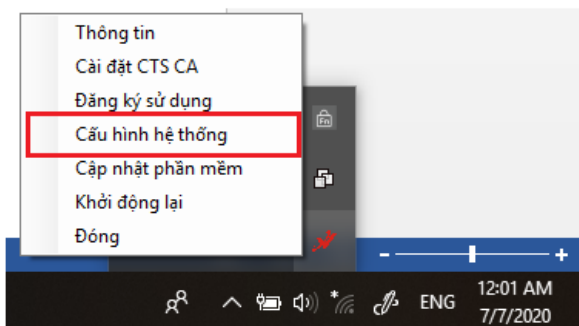 Thông tin
Cài đặt CTS CA
Đăng ký sử dụng
Cấu hình hệ thống
Cập nhật phần mềm
Khởi động lại
Đóng
Fn
ENG
12:01 AM
7/7/2020